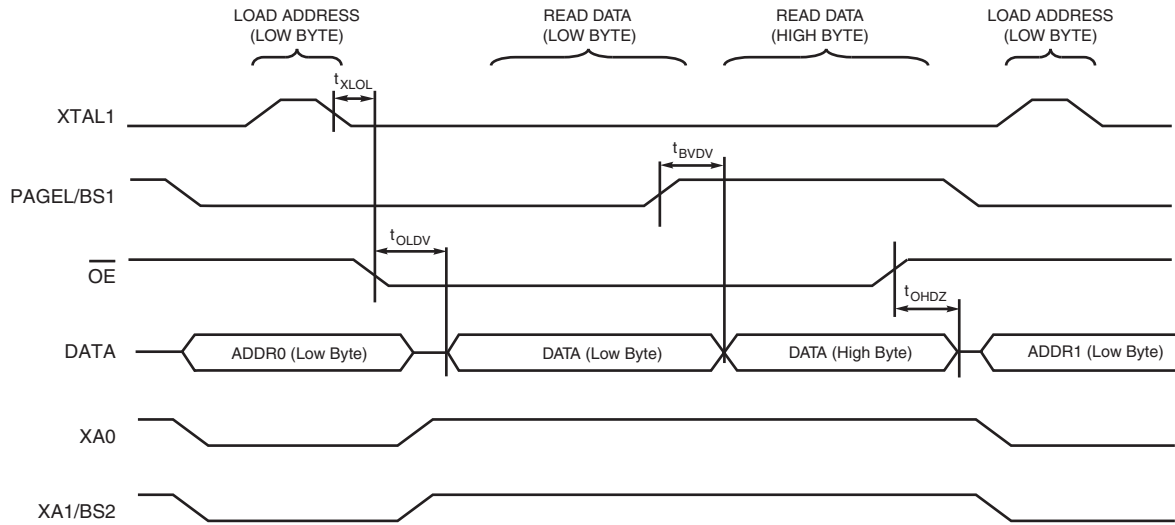 LOAD ADDRESS
(LOW BYTE)
READ DATA
(LOW BYTE)
READ DATA
(HIGH BYTE)
LOAD ADDRESS
(LOW BYTE)
tXLOL
XTAL1
tBVDV
PAGEL/BS1
tOLDV
OE
tOHDZ
DATA
ADDR0 (Low Byte)
DATA (Low Byte)
DATA (High Byte)
ADDR1 (Low Byte)
XA0
XA1/BS2